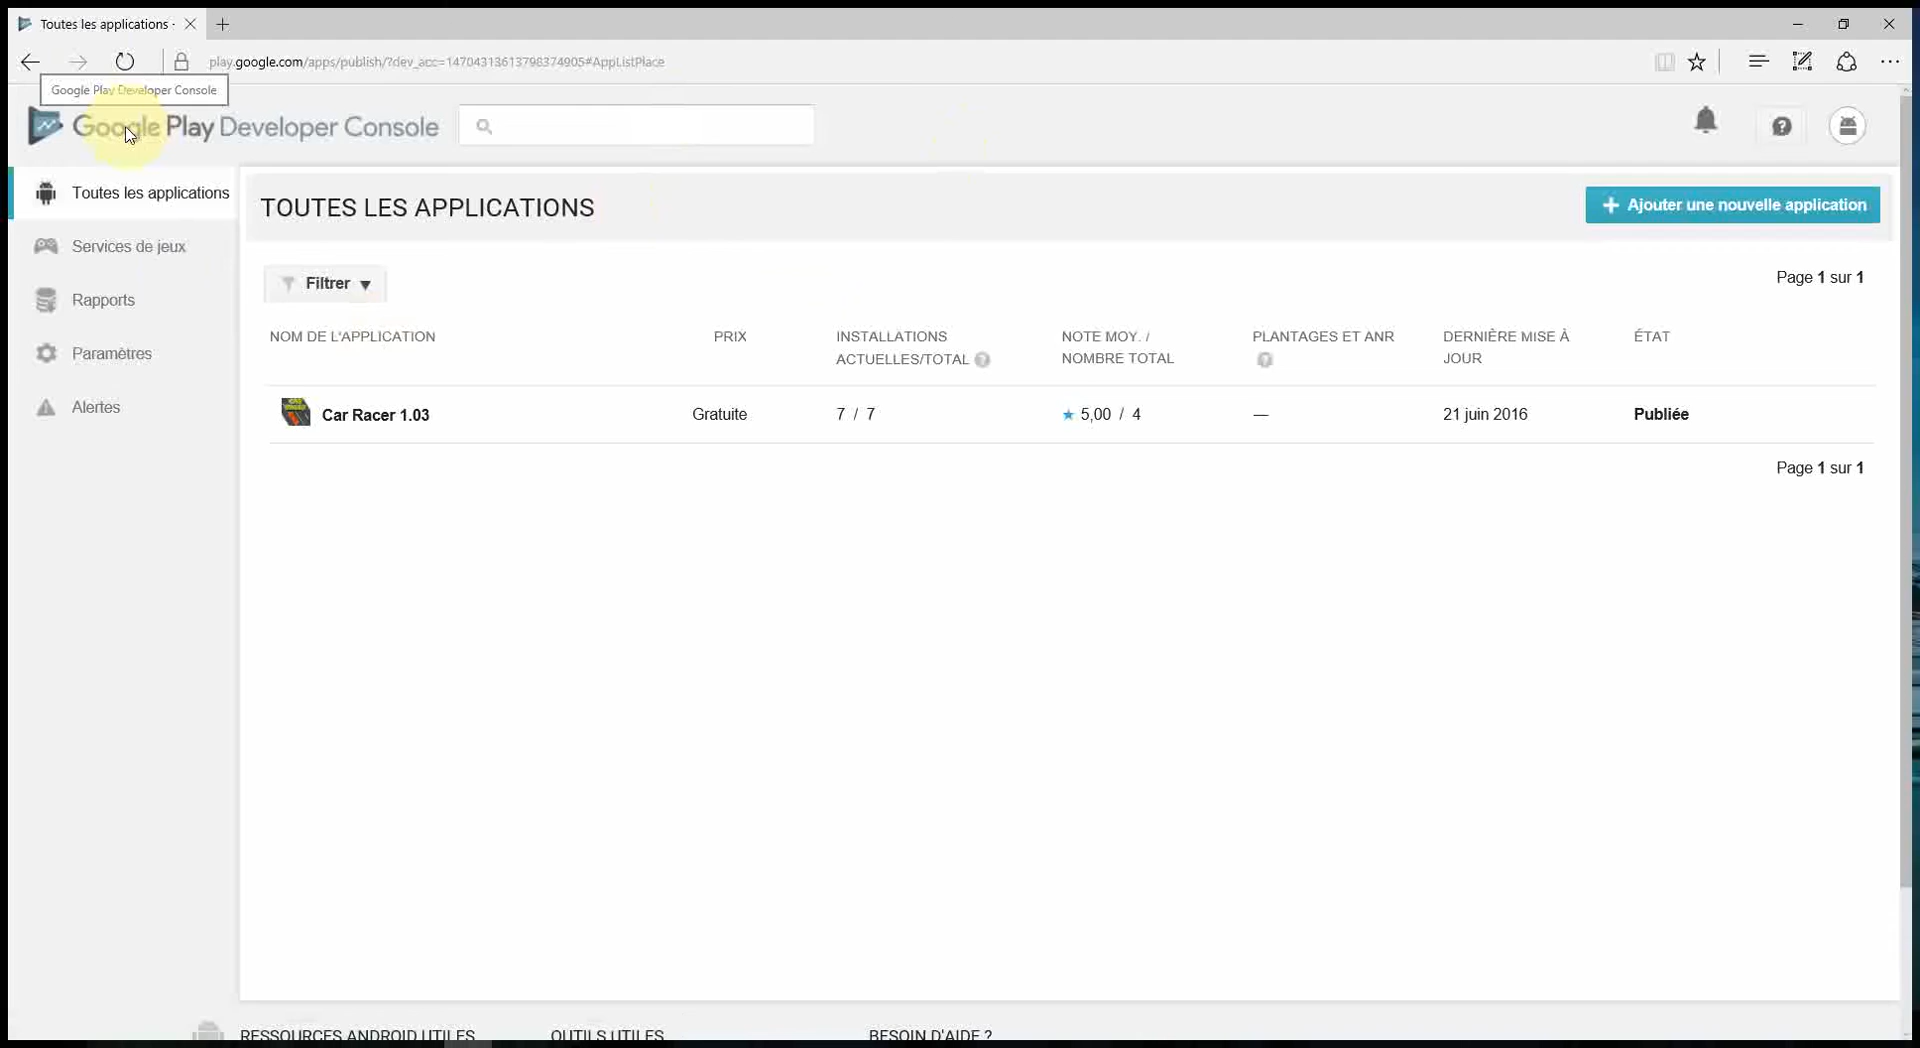 Toutes les applications -
play.google.com/apps/publish/?dev_acc=14704313613798374905#AppListPlace
Google Play Developer Console
Google Play Developer Console
Toutes les applications
Services de jeux
Rapports
Paramètres
Alertes
TOUTES LES APPLICATIONS
Ajouter une nouvelle application
Filtrer
Page 1 sur 1
NOM DE L'APPLICATION
PRIX
INSTALLATIONS
ACTUELLES/TOTAL
NOTE MOY. /
NOMBRE TOTAL
PLANTAGES ET ANR
DERNIÈRE MISE À
JOUR
ÉTAT
Car Racer 1.03 Gratuite 7 / 7 5,00 / 4 — 21 juin 2016 Publiée
Page 1 sur 1
RESSOURCES ANDROID UTILES OUTILS UTILES BESOIN D'AIDE ?